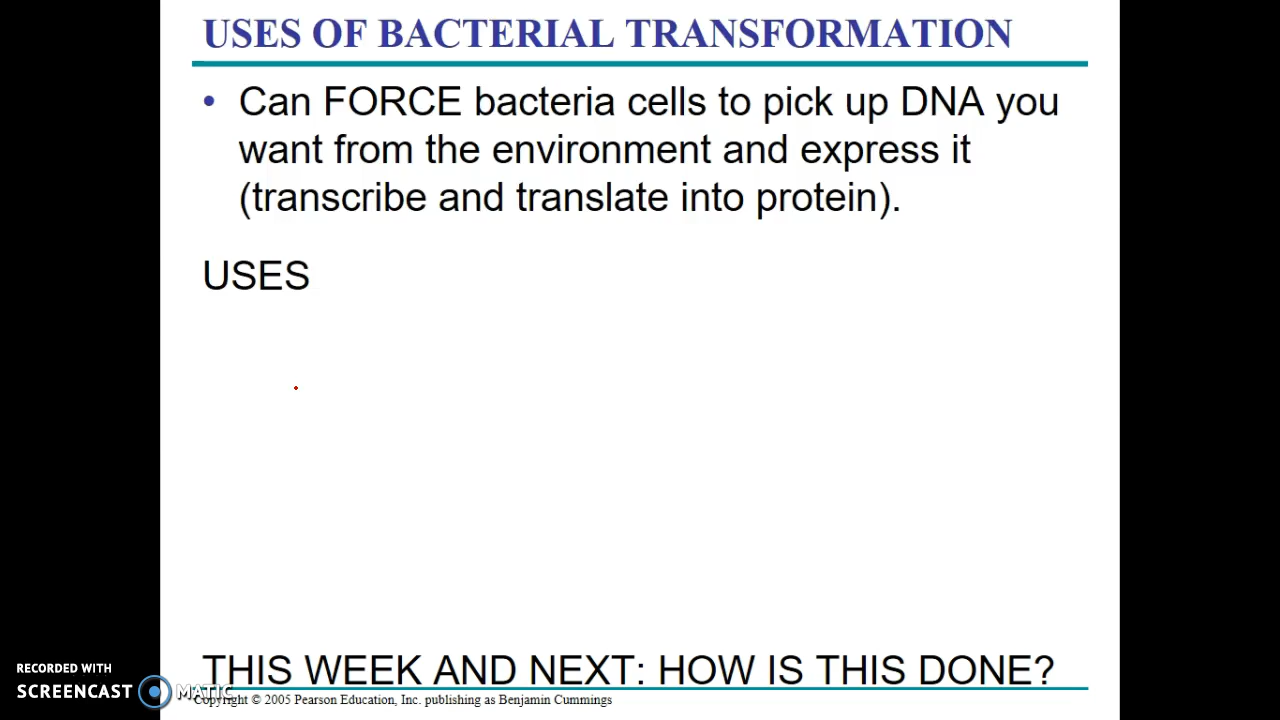 USES OF BACTERIAL TRANSFORMATION
• Can FORCE bacteria cells to pick up DNA you
want from the environment and express it
(transcribe and translate into protein).
USES
THIS WEEK AND NEXT: HOW IS THIS DONE?
RECORDED WITH
SCREENCAST MATIC
Copyright © 2005 Pearson Education, Inc. publishing as Benjamin Cummings